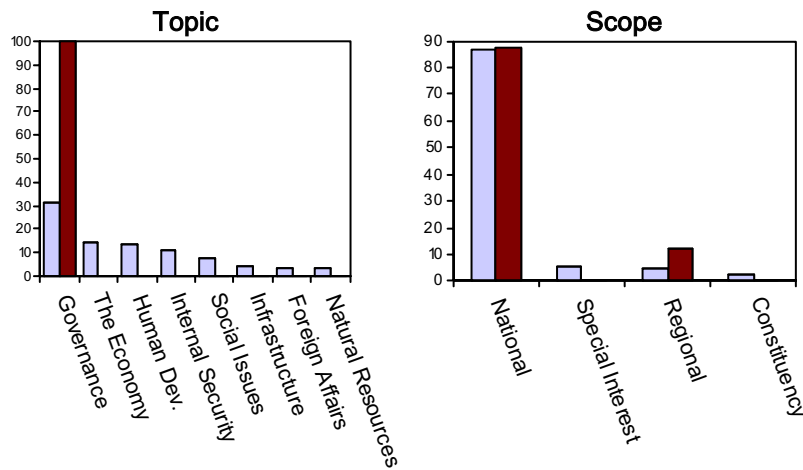 Topic
100
90
80
70
60
50
40
30
20
10
0
Governance
The Economy
Human Dev.
Internal Security
Social Issues
Infrastructure
Foreign Affairs
Natural Resources
Scope
90
80
70
60
50
40
30
20
10
0
National
Special Interest
Regional
Constituency